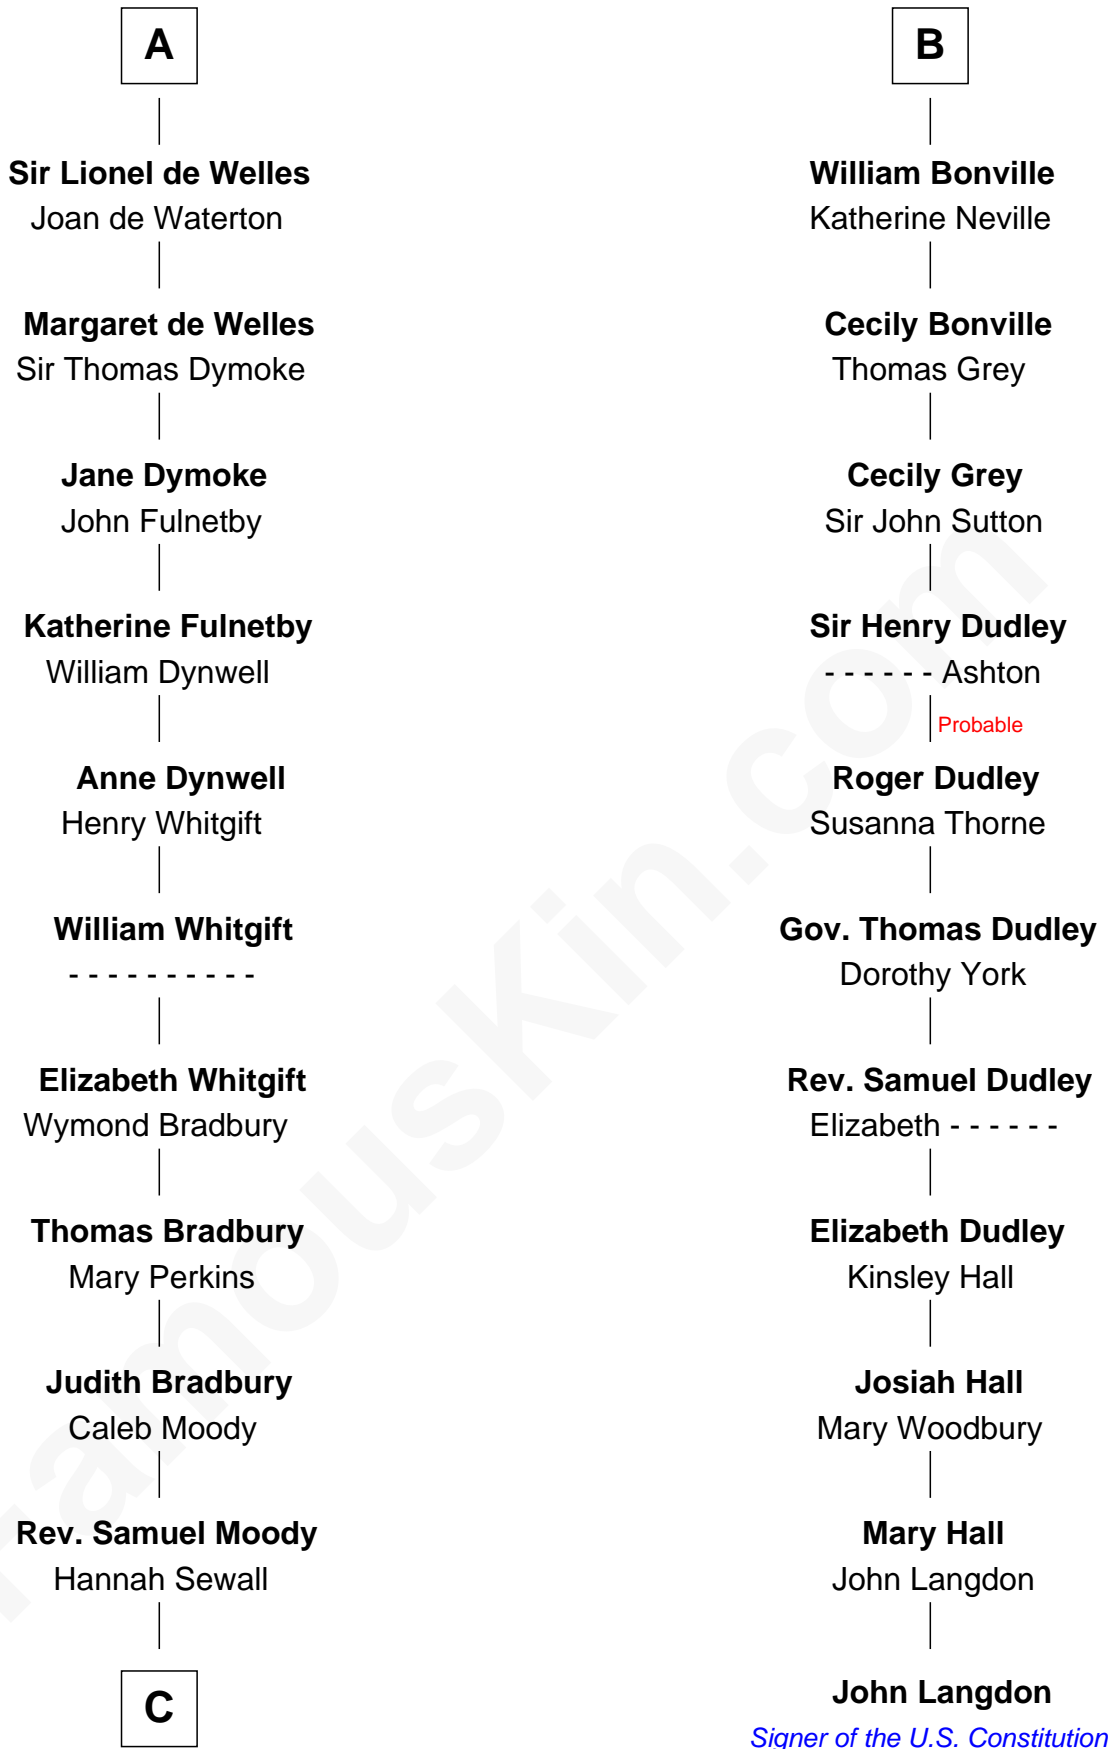 A
Sir Lionel de Welles
Joan de Waterton
Margaret de Welles
Sir Thomas Dymoke
Jane Dymoke
John Fulnetby
Katherine Fulnetby
William Dynwell
Anne Dynwell
Henry Whitgift
William Whitgift
- - - - - - - - - -
Elizabeth Whitgift
Wymond Bradbury
Thomas Bradbury
Mary Perkins
Judith Bradbury
Caleb Moody
Rev. Samuel Moody
Hannah Sewall
C
B
William Bonville
Katherine Neville
Cecily Bonville
Thomas Grey
Cecily Grey
Sir John Sutton
Sir Henry Dudley
- - - - - - Ashton
Probable
Roger Dudley
Susanna Thorne
Gov. Thomas Dudley
Dorothy York
Rev. Samuel Dudley
Elizabeth - - - - - -
Elizabeth Dudley
Kinsley Hall
Josiah Hall
Mary Woodbury
Mary Hall
John Langdon
John Langdon
Signer of the U.S. Constitution
FamousKin.com